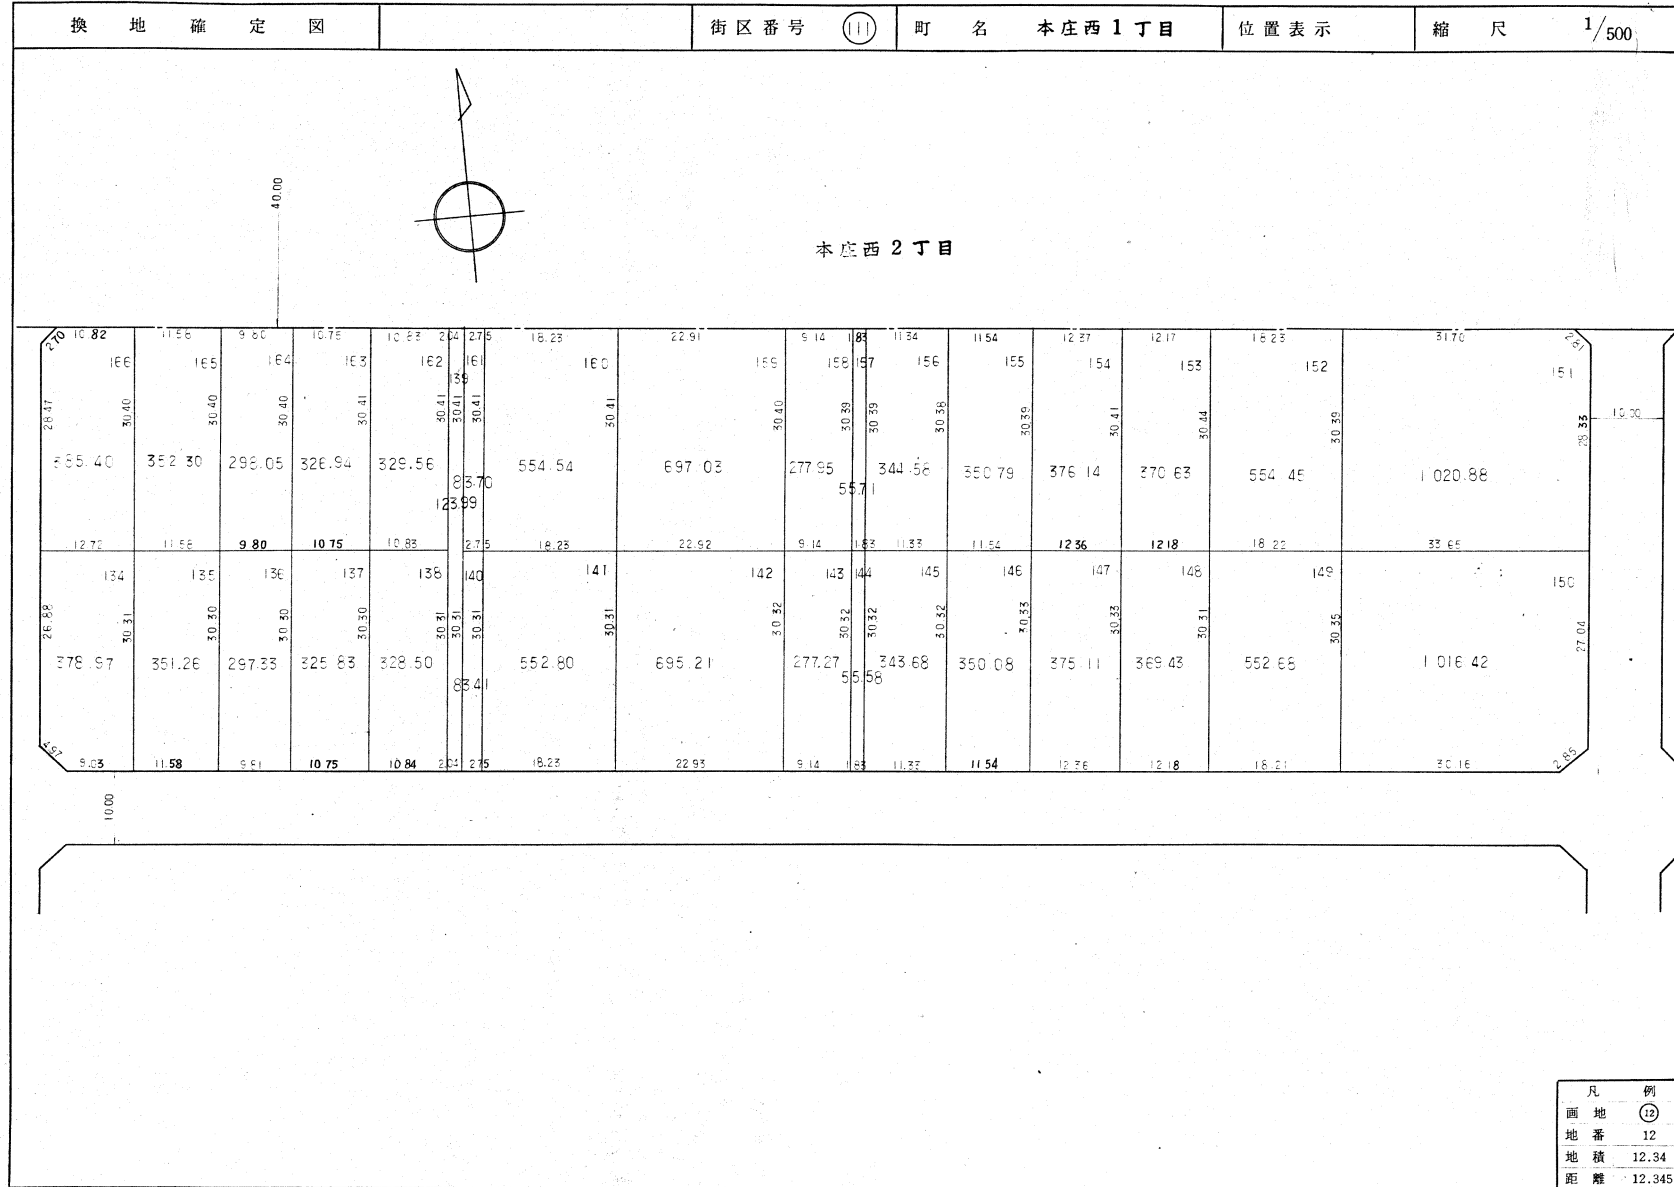 換地確定図 街区番号 111 町名 本庄西1丁目 位置表示 縮尺 1/500
40.00
本庄西2丁目
2.70 10.82 11.58 9.80 10.75 10.83 2.04 2.75 18.23 22.91 9.14 1.83 11.34 11.54 12.37 12.17 18.23 31.70 2.81
166 165 164 163 162 161 160 159 158 157 156 155 154 153 152 151
139
28.47 30.40 30.40 30.40 30.41 30.41 30.41 30.41 30.41 30.40 30.39 30.39 30.38 30.39 30.41 30.44 30.39 28.33 10.00
385.40 352.30 298.05 326.94 329.56 554.54 697.03 277.95 344.58 350.79 376.14 370.63 554.45 1 020.88
83.70 55.71
123.99
12.72 11.58 9.80 10.75 10.83 2.75 18.23 22.92 9.14 1.83 11.33 11.54 12.36 12.18 18.22 33.65
134 135 136 137 138 140 141 142 143 144 145 146 147 148 149 150
26.88 30.31 30.30 30.30 30.30 30.31 30.31 30.31 30.31 30.32 30.32 30.32 30.32 30.33 30.33 30.31 30.35 27.04
378.97 351.26 297.33 325.83 328.50 552.80 695.21 277.27 343.68 350.08 375.11 369.43 552.68 1 016.42
83.41 55.58
4.97 9.03 11.58 9.81 10.75 10.84 2.04 2.75 18.23 22.93 9.14 1.83 11.33 11.54 12.36 12.18 18.21 30.16 2.85
10.00
凡例
画地 12
地番 12
地積 12.34
距離 12.345